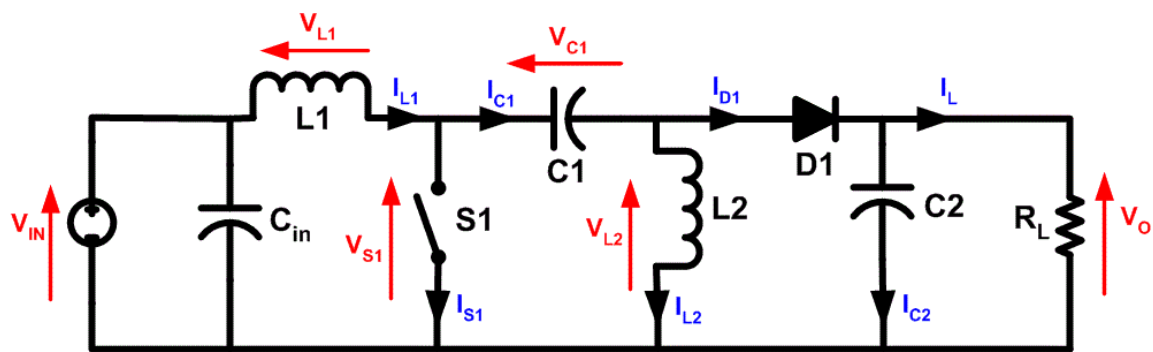 VL1
VC1
IL1
IC1
ID1
IL
L1
C1
D1
VIN
Cin
VS1
S1
VL2
L2
C2
RL
VO
IS1
IL2
IC2